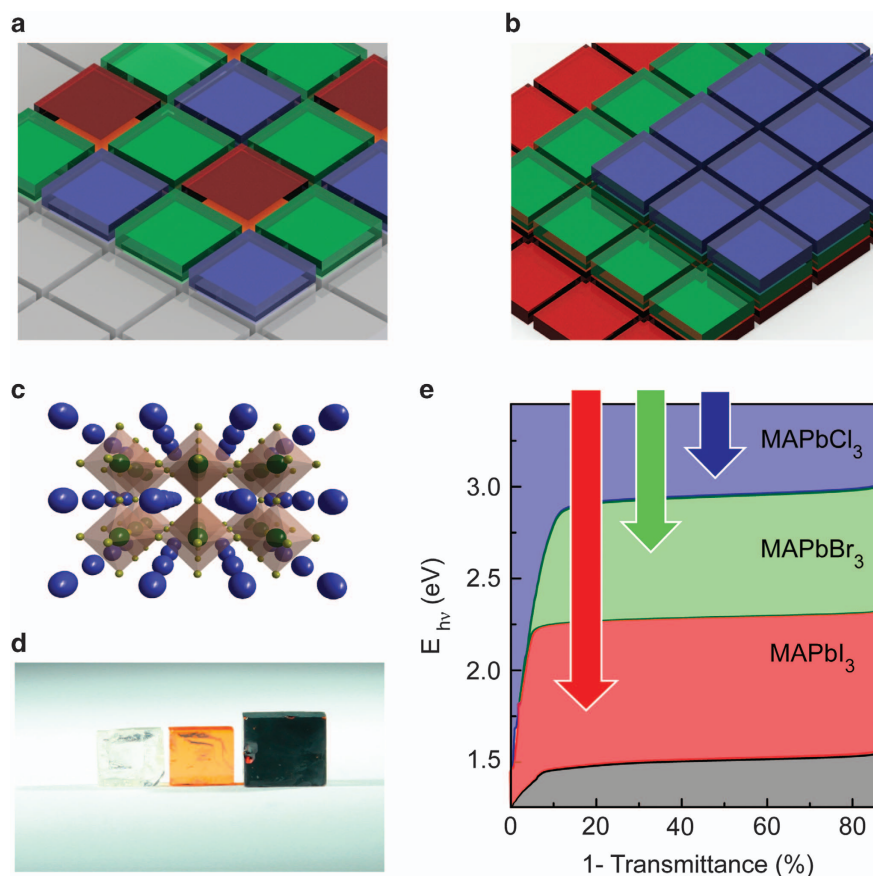 a
b
c
d
e
MAPbCl₃
MAPbBr₃
MAPbI₃
E hν (eV)
3.0
2.5
2.0
1.5
0 20 40 60 80
1- Transmittance (%)